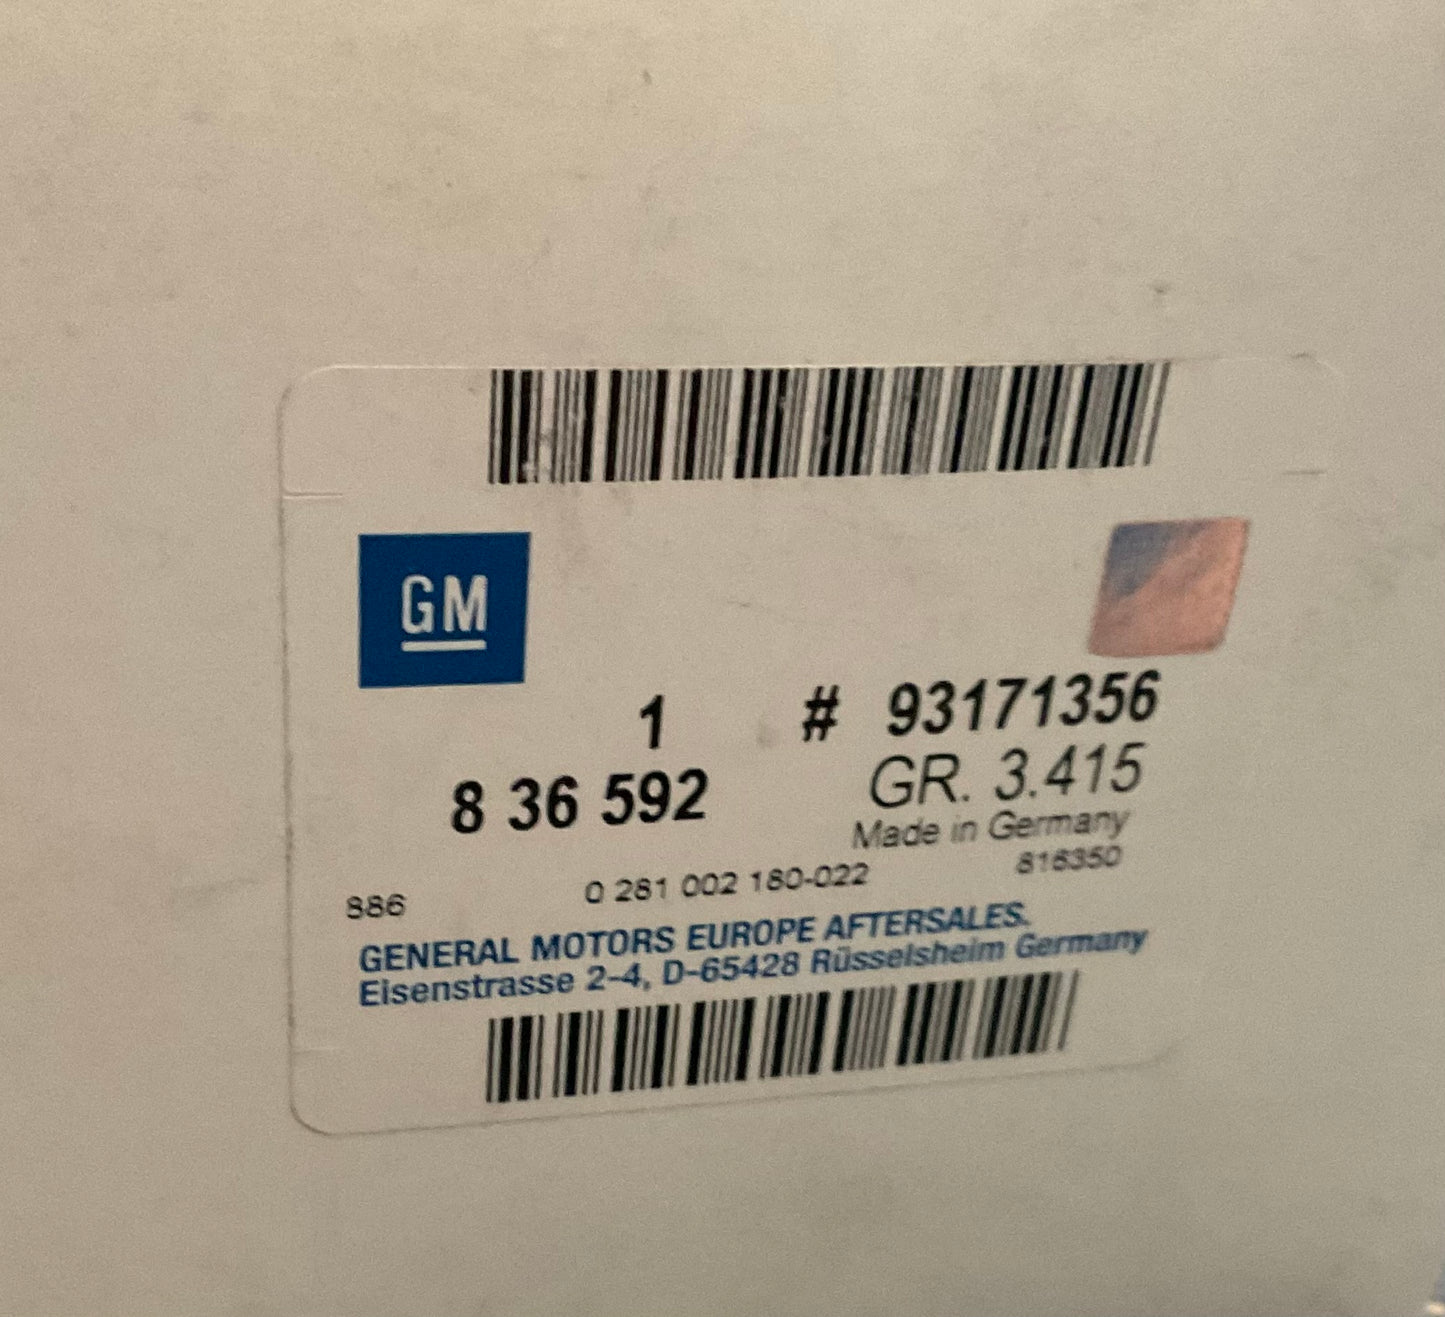 GM
1 # 93171356
8 36 592 GR. 3.415
Made in Germany
886 0 281 002 180-022 816350
GENERAL MOTORS EUROPE AFTERSALES.
Eisenstrasse 2-4, D-65428 Rüsselsheim Germany